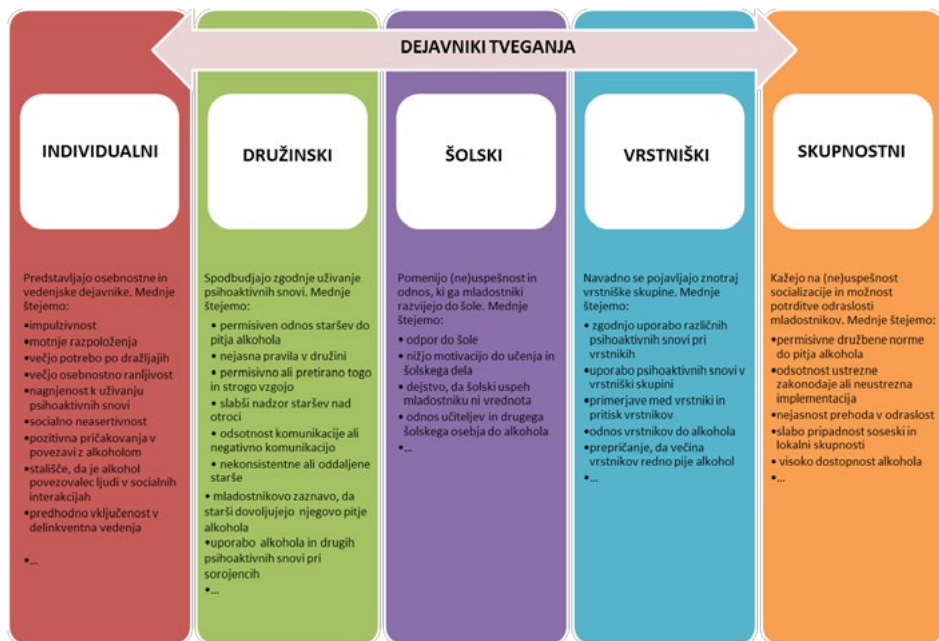 DEJAVNIKI TVEGANJA
INDIVIDUALNI
Predstavljajo osebnostne in
vedenjske dejavnike. Mednje
štejemo:
•impulzivnost
•motnje razpoloženja
•večjo potrebo po dražljajih
•večjo osebnostno ranljivost
•nagnjenost k uživanju
psihoaktivnih snovi
•socialno neasertivnost
•pozitivna pričakovanja v
povezavi z alkoholom
•stališče, da je alkohol
povezovalec ljudi v socialnih
interakcijah
•predhodno vključenost v
delinkventna vedenja
•...
DRUŽINSKI
Spodbudjajo zgodnje uživanje
psihoaktivnih snovi. Mednje
štejemo:
• permisiven odnos staršev do
pitja alkohola
• nejasna pravila v družini
• permisivno ali pretirano togo
in strogo vzgojo
• slabši nadzor staršev nad
otroci
• odsotnost komunikacije ali
negativno komunikacijo
• nekonsistentne ali oddaljene
starše
• mladostnikovo zaznavo, da
starši dovoljujejo njegovo pitje
alkohola
•uporabo alkohola in drugih
psihoaktivnih snovi pri
sorojencih
•...
ŠOLSKI
Pomenijo (ne)uspešnost in
odnos, ki ga mladostniki
razvijejo do šole. Mednje
štejemo:
• odpor do šole
• nižjo motivacijo do učenja in
šolskega dela
• dejstvo, da šolski uspeh
mladostniku ni vrednota
• odnos učiteljev in drugega
šolskega osebja do alkohola
•...
VRSTNIŠKI
Navadno se pojavljajo znotraj
vrstniške skupine. Mednje
štejemo:
• zgodnjo uporabo različnih
psihoaktivnih snovi pri
vrstnikih
•uporabo psihoaktivnih snovi v
vrstniški skupini
•primerjave med vrstniki in
pritisk vrstnikov
•odnos vrstnikov do alkohola
•prepričanje, da večina
vrstnikov redno pije alkohol
•...
SKUPNOSTNI
Kažejo na (ne)uspešnost
socializacije in možnost
potrditve odraslosti
mladostnikov. Mednje štejemo:
•permisivne družbene norme
do pitja alkohola
•odsotnost ustrezne
zakonodaje ali neustrezna
implementacija
•nejasnost prehoda v odraslost
•slabo pripadnost soseski in
lokalni skupnosti
•visoko dostopnost alkohola
•...